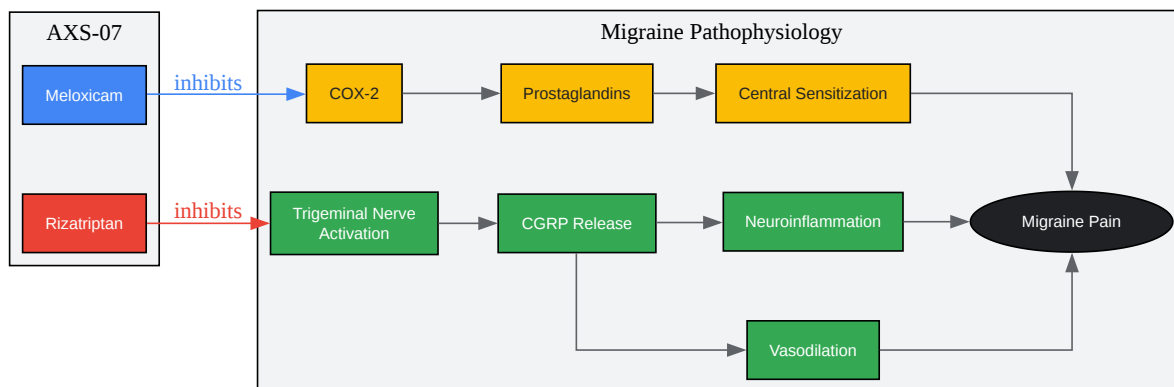 AXS-07
Migraine Pathophysiology
Meloxicam
inhibits
COX-2
Prostaglandins
Central Sensitization
Rizatriptan
inhibits
Trigeminal Nerve
Activation
CGRP Release
Neuroinflammation
Migraine Pain
Vasodilation